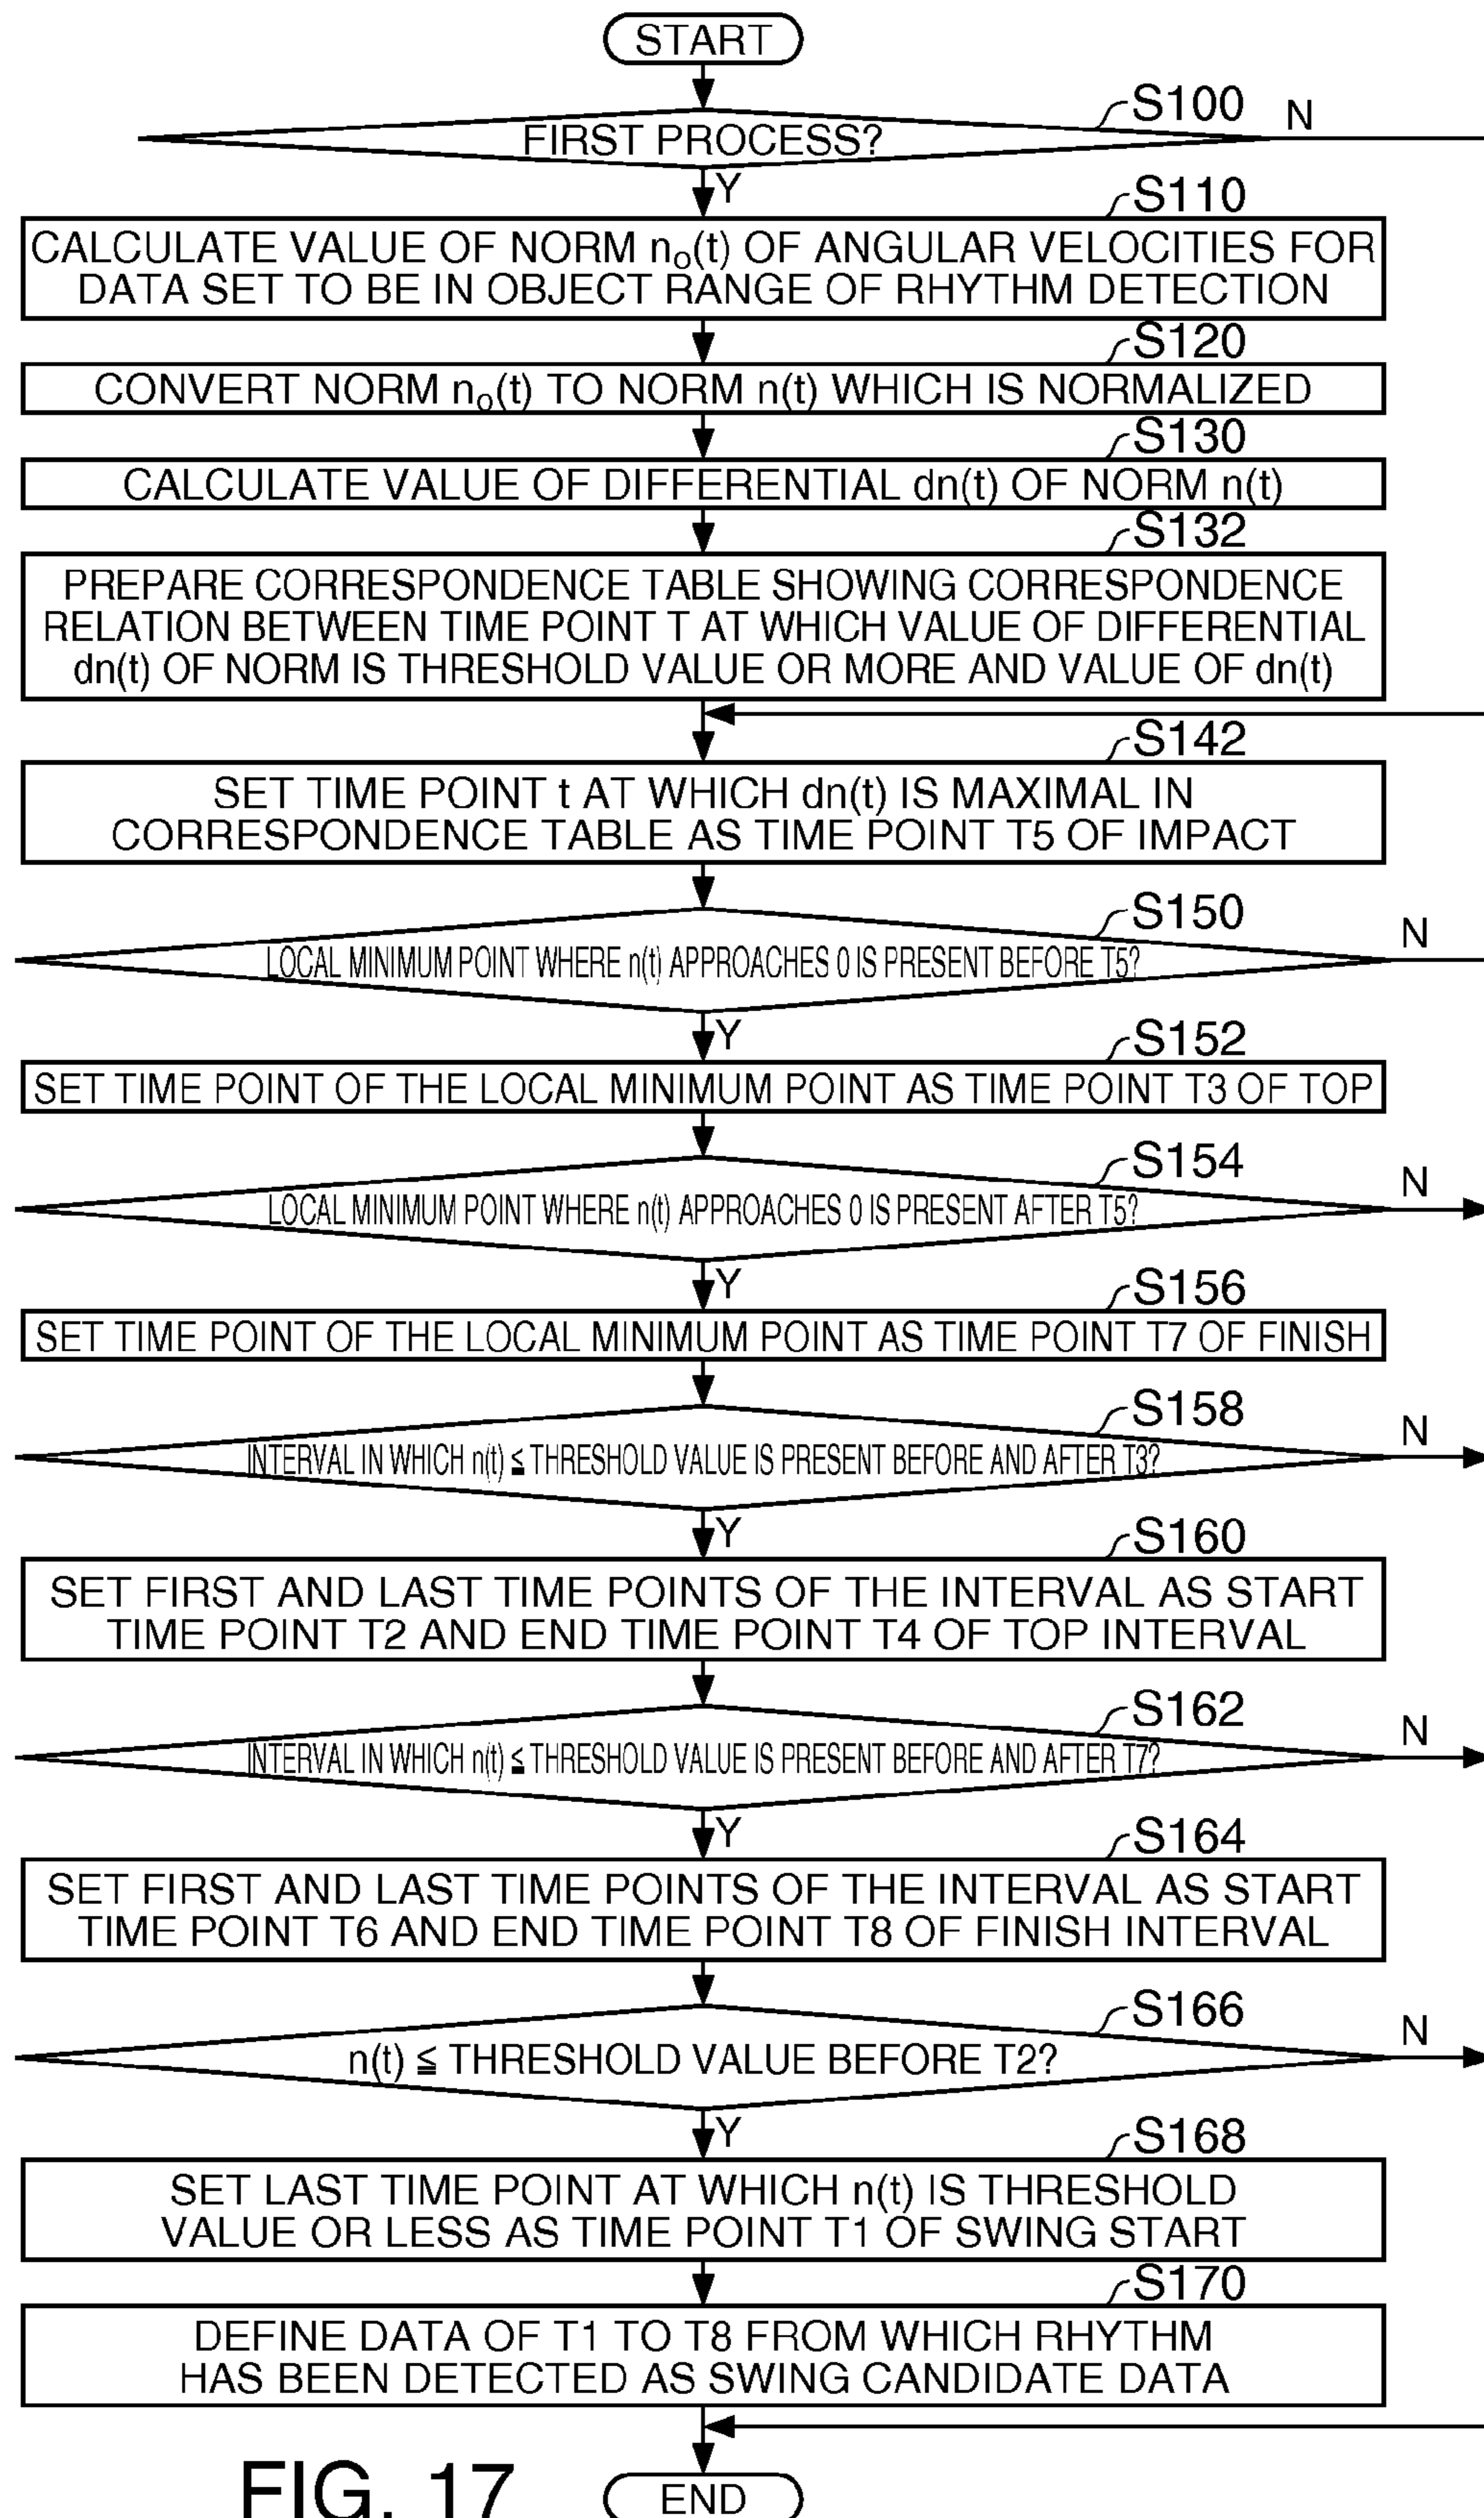 START
S100
N
FIRST PROCESS?
Y
S110
CALCULATE VALUE OF NORM n₀(t) OF ANGULAR VELOCITIES FOR
DATA SET TO BE IN OBJECT RANGE OF RHYTHM DETECTION
S120
CONVERT NORM n₀(t) TO NORM n(t) WHICH IS NORMALIZED
S130
CALCULATE VALUE OF DIFFERENTIAL dn(t) OF NORM n(t)
S132
PREPARE CORRESPONDENCE TABLE SHOWING CORRESPONDENCE
RELATION BETWEEN TIME POINT T AT WHICH VALUE OF DIFFERENTIAL
dn(t) OF NORM IS THRESHOLD VALUE OR MORE AND VALUE OF dn(t)
S142
SET TIME POINT t AT WHICH dn(t) IS MAXIMAL IN
CORRESPONDENCE TABLE AS TIME POINT T5 OF IMPACT
S150
N
LOCAL MINIMUM POINT WHERE n(t) APPROACHES 0 IS PRESENT BEFORE T5?
Y
S152
SET TIME POINT OF THE LOCAL MINIMUM POINT AS TIME POINT T3 OF TOP
S154
N
LOCAL MINIMUM POINT WHERE n(t) APPROACHES 0 IS PRESENT AFTER T5?
Y
S156
SET TIME POINT OF THE LOCAL MINIMUM POINT AS TIME POINT T7 OF FINISH
S158
N
INTERVAL IN WHICH n(t) ≦ THRESHOLD VALUE IS PRESENT BEFORE AND AFTER T3?
Y
S160
SET FIRST AND LAST TIME POINTS OF THE INTERVAL AS START
TIME POINT T2 AND END TIME POINT T4 OF TOP INTERVAL
S162
N
INTERVAL IN WHICH n(t) ≦ THRESHOLD VALUE IS PRESENT BEFORE AND AFTER T7?
Y
S164
SET FIRST AND LAST TIME POINTS OF THE INTERVAL AS START
TIME POINT T6 AND END TIME POINT T8 OF FINISH INTERVAL
S166
N
n(t) ≦ THRESHOLD VALUE BEFORE T2?
Y
S168
SET LAST TIME POINT AT WHICH n(t) IS THRESHOLD
VALUE OR LESS AS TIME POINT T1 OF SWING START
S170
DEFINE DATA OF T1 TO T8 FROM WHICH RHYTHM
HAS BEEN DETECTED AS SWING CANDIDATE DATA
FIG. 17
END